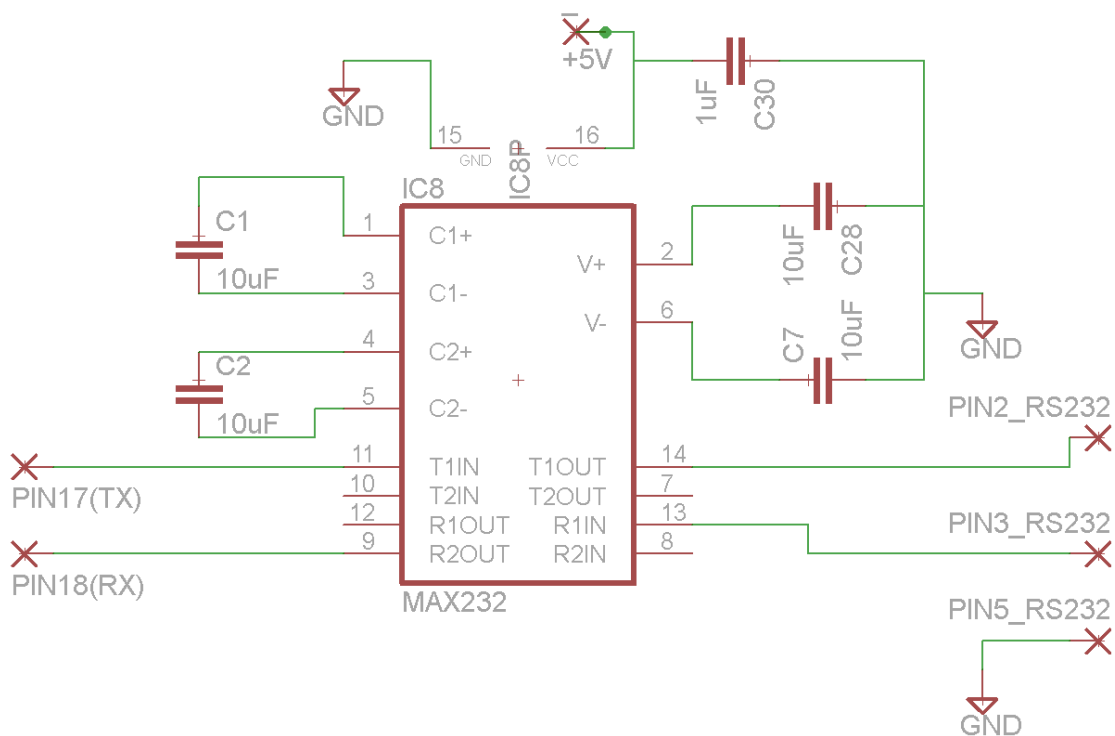 +5V
1uF
C30
GND
15
GND
IC8P
16
VCC
IC8
C1
10uF
1
C1+
3
C1-
C2
10uF
4
C2+
5
C2-
V+
2
10uF
C28
V-
6
C7
10uF
GND
PIN2_RS232
PIN17(TX)
11
T1IN
T1OUT
14
10
T2IN
T2OUT
7
12
R1OUT
R1IN
13
PIN3_RS232
PIN18(RX)
9
R2OUT
R2IN
8
MAX232
PIN5_RS232
GND